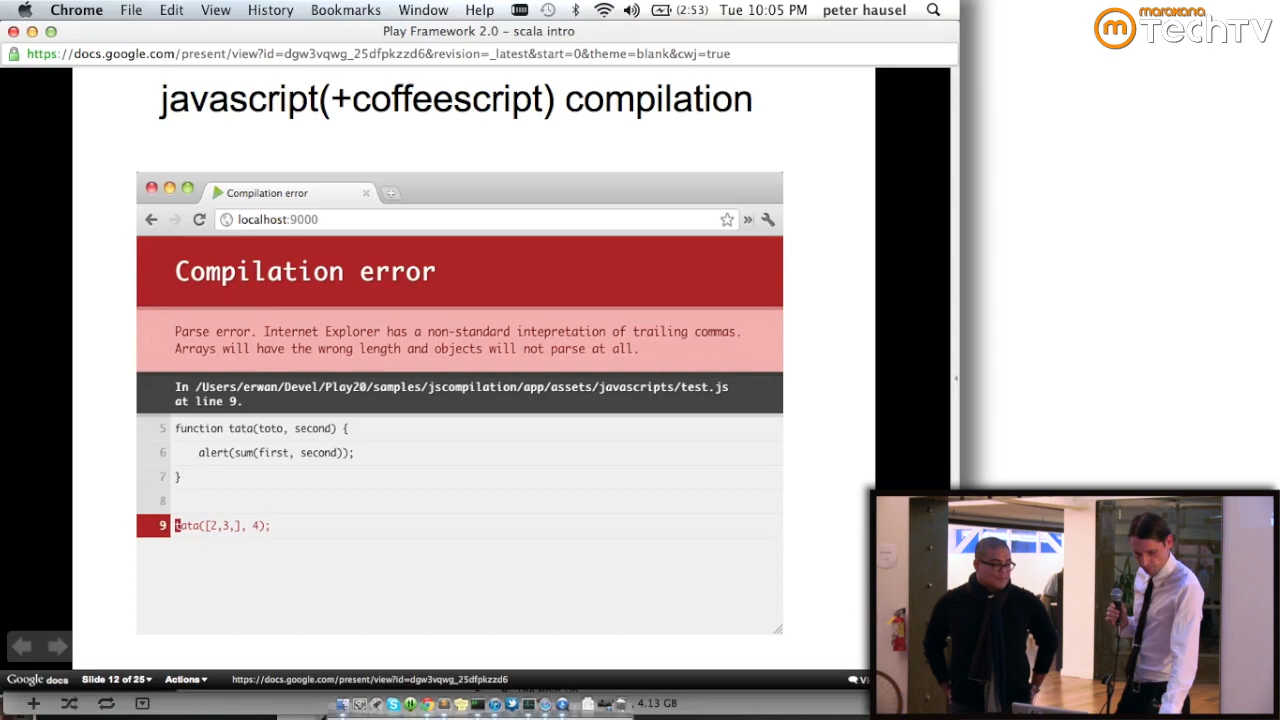 Chrome File Edit View History Bookmarks Window Help (2:53) Tue 10:05 PM peter hausel
marakana
TechTV
Play Framework 2.0 - scala intro
https://docs.google.com/present/view?id=dgw3vqwg_25dfpkzzd6&revision=_latest&start=0&theme=blank&cwj=true
javascript(+coffeescript) compilation
Compilation error
localhost:9000
Compilation error
Parse error. Internet Explorer has a non-standard intepretation of trailing commas.
Arrays will have the wrong length and objects will not parse at all.
In /Users/erwan/Devel/Play20/samples/jscompilation/app/assets/javascripts/test.js
at line 9.
5 function tata(toto, second) {
6 alert(sum(first, second));
7 }
8
9 tata([2,3,], 4);
Google docs Slide 12 of 25 Actions https://docs.google.com/present/view?id=dgw3vqwg_25dfpkzzd6 Vi
, 4.13 GB